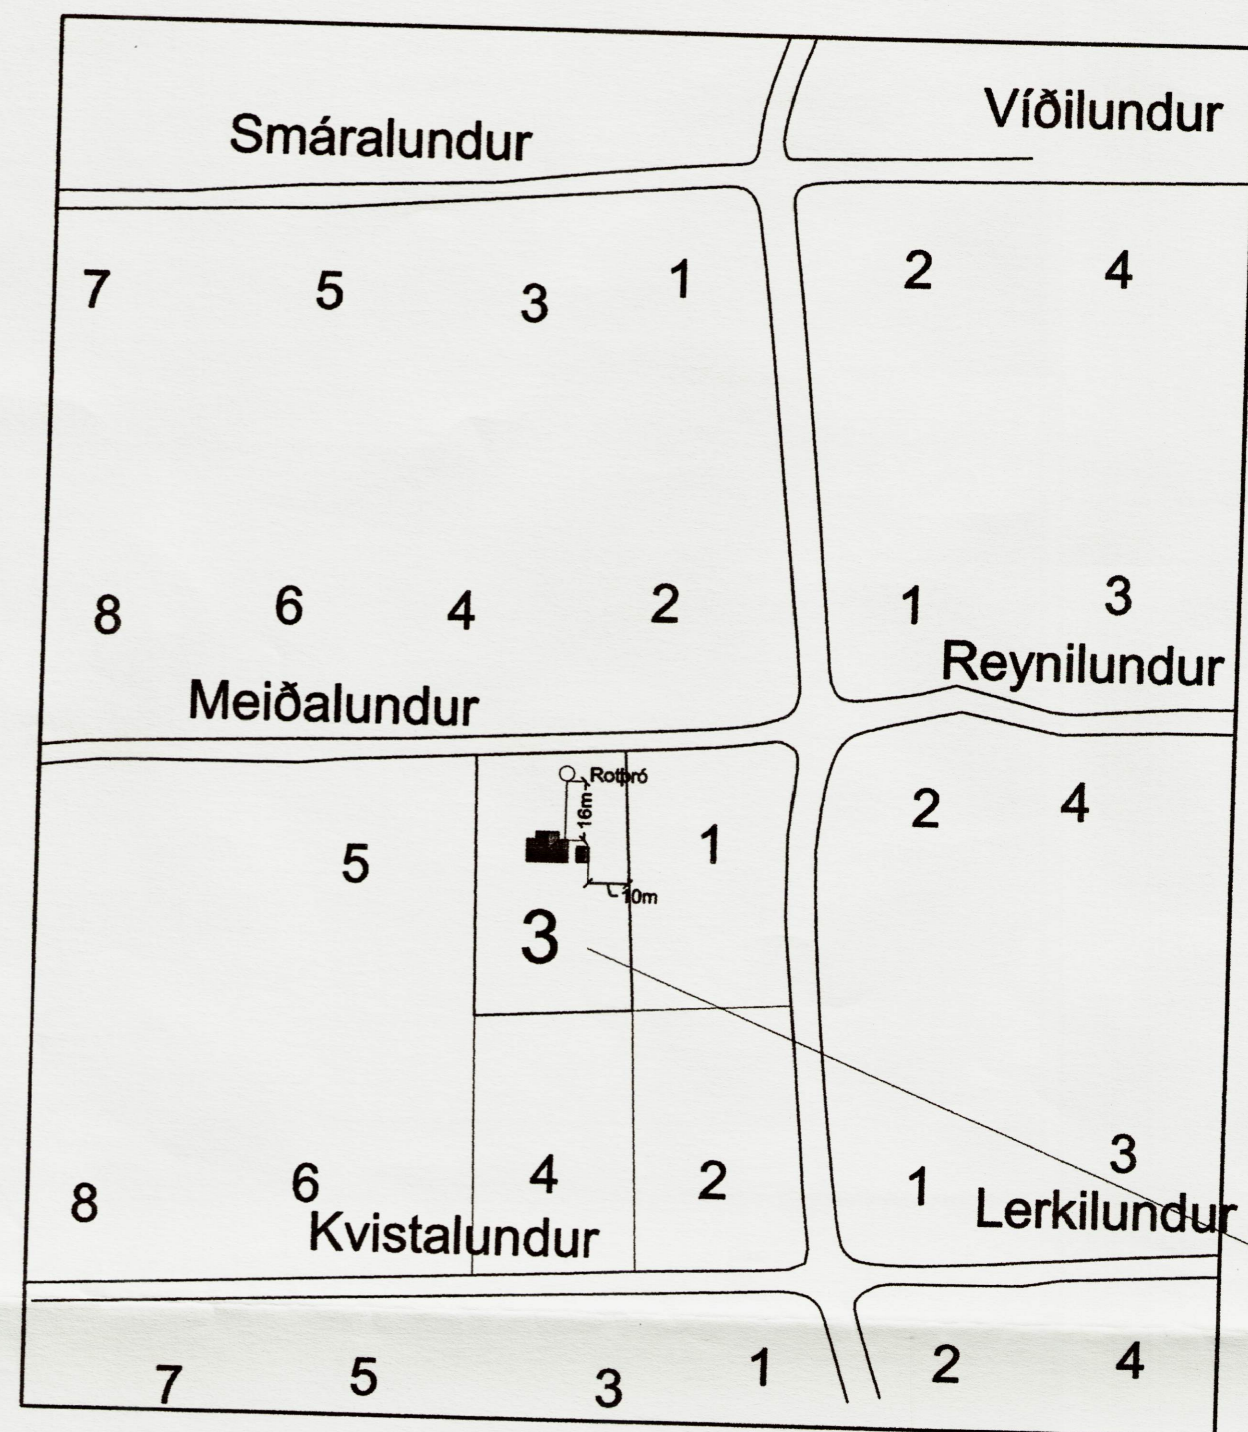 Smáralundur
Víðilundur
7 5 3 1 2 4
8 6 4 2 1 3
Reynilundur
Meiðalundur
Rotþró
16m
5 1 2 4
10m
3
8 6 4 2 1 3
Kvistalundur
Lerkilundur
7 5 3 1 2 4